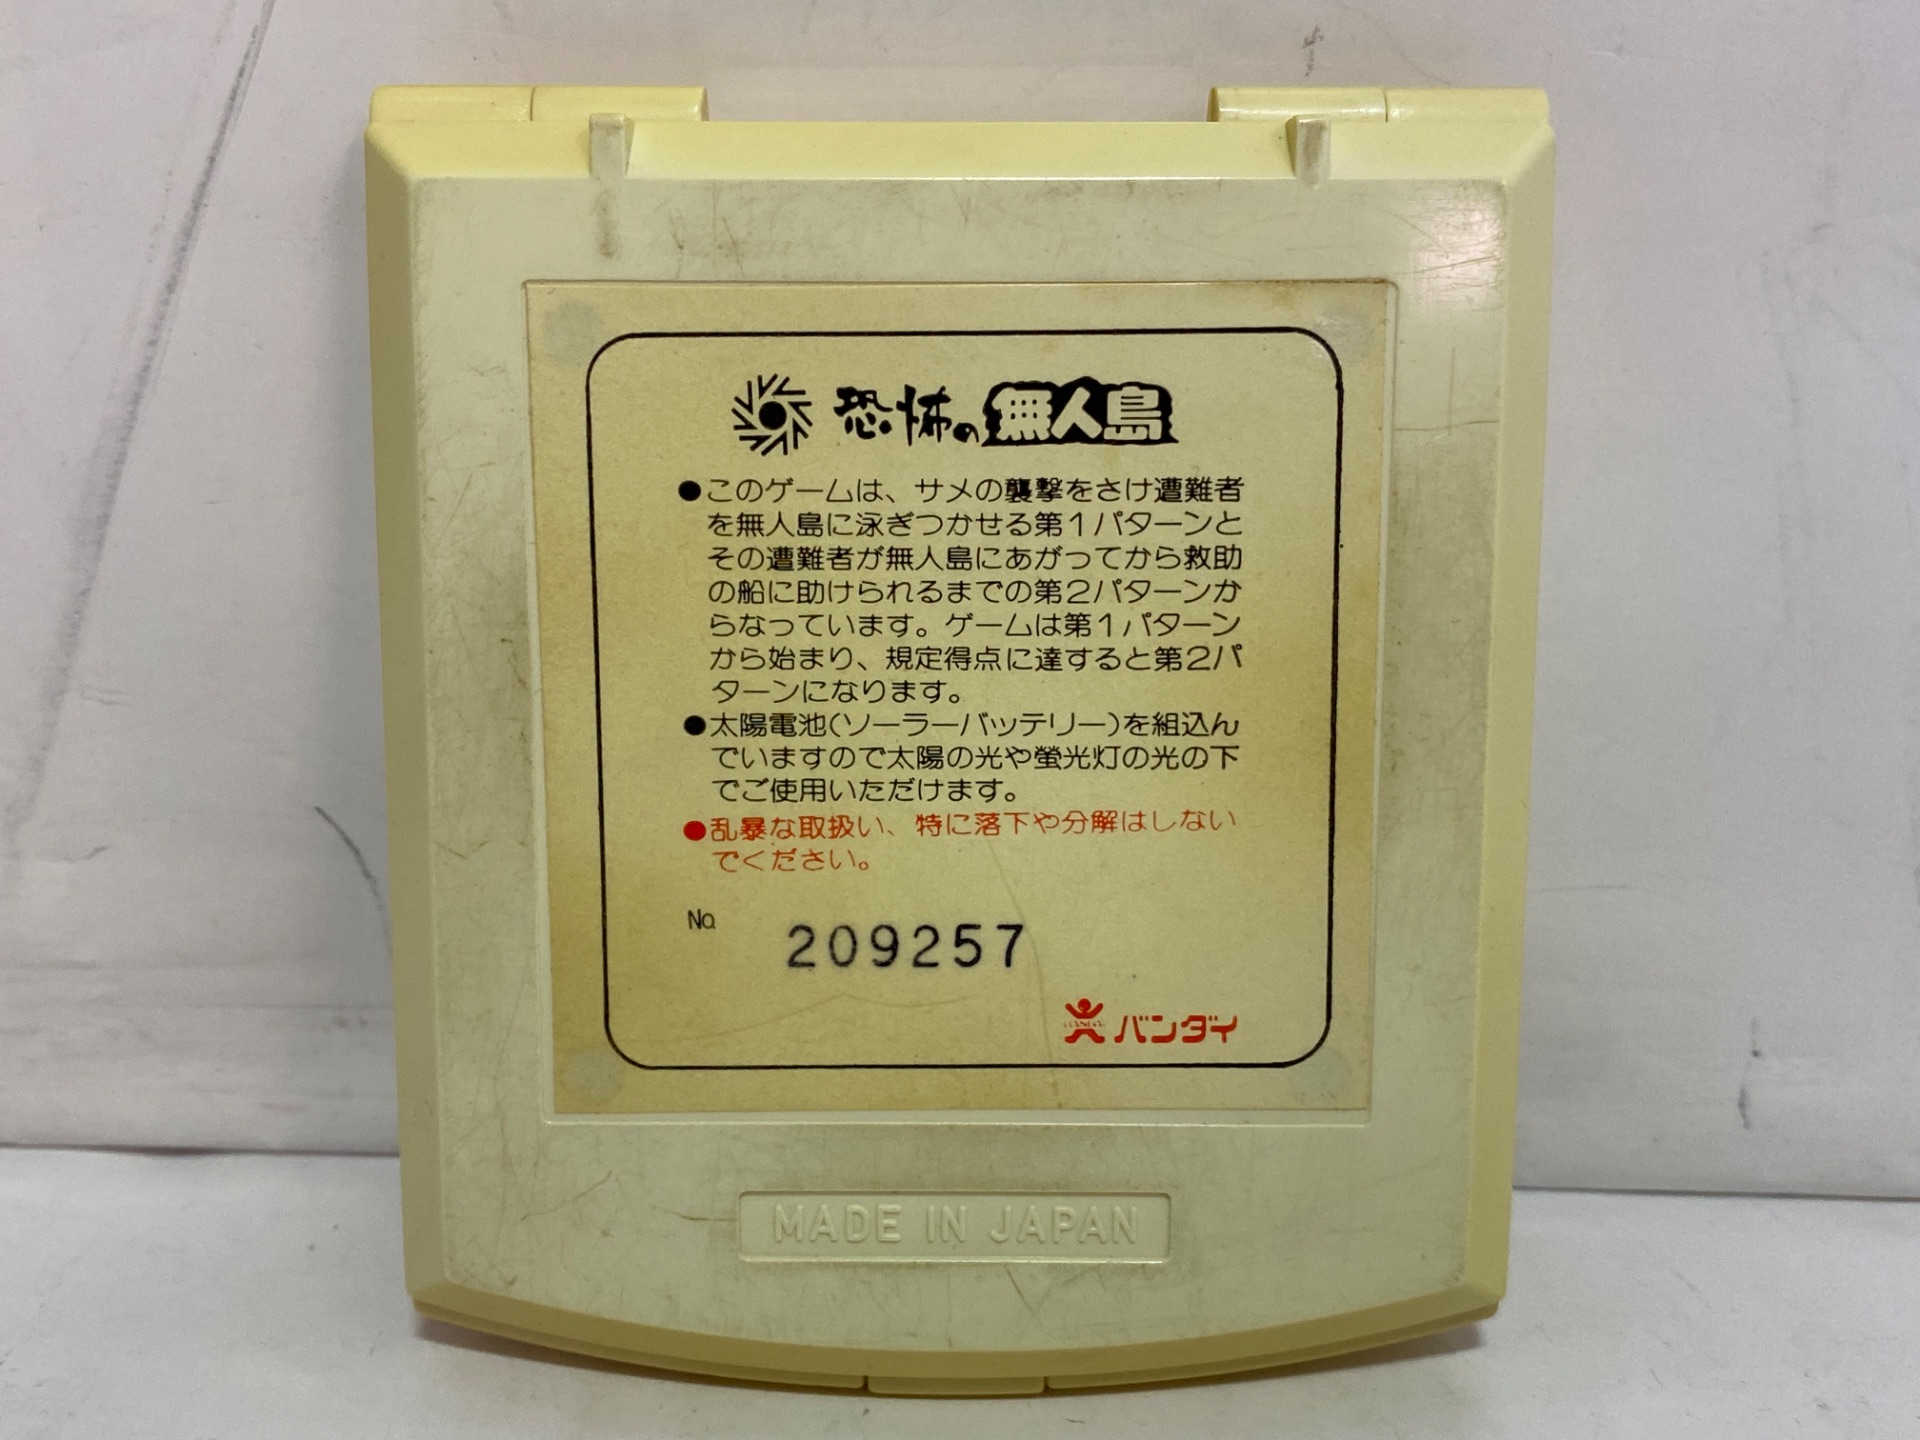 恐怖の無人島
●このゲームは、サメの襲撃をさけ遭難者
を無人島に泳ぎつかせる第1パターンと
その遭難者が無人島にあがってから救助
の船に助けられるまでの第2パターンか
らなっています。ゲームは第1パターン
から始まり、規定得点に達すると第2パ
ターンになります。
●太陽電池(ソーラーバッテリー)を組込ん
でいますので太陽の光や螢光灯の光の下
でご使用いただけます。
●乱暴な取扱い、特に落下や分解はしない
でください。
No. 209257
BANDAI バンダイ
MADE IN JAPAN